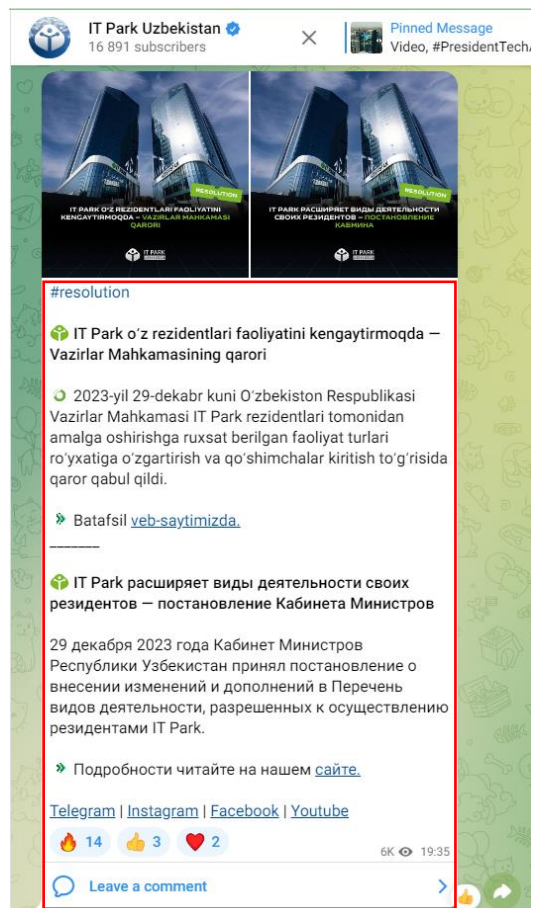 IT Park Uzbekistan
16 891 subscribers
Pinned Message
Video, #PresidentTech
RESOLUTION
IT PARK O'Z REZIDENTLARI FAOLIYATINI
KENGAYTIRMOQDA – VAZIRLAR MAHKAMASI
QARORI
IT PARK
RESOLUTION
IT PARK РАСШИРЯЕТ ВИДЫ ДЕЯТЕЛЬНОСТИ
СВОИХ РЕЗИДЕНТОВ – ПОСТАНОВЛЕНИЕ
КАБМИНА
IT PARK
#resolution
IT Park o‘z rezidentlari faoliyatini kengaytirmoqda —
Vazirlar Mahkamasining qarori
2023-yil 29-dekabr kuni O‘zbekiston Respublikasi
Vazirlar Mahkamasi IT Park rezidentlari tomonidan
amalga oshirishga ruxsat berilgan faoliyat turlari
ro‘yxatiga o‘zgartirish va qo‘shimchalar kiritish to‘g‘risida
qaror qabul qildi.
Batafsil veb-saytimizda.
_______
IT Park расширяет виды деятельности своих
резидентов — постановление Кабинета Министров
29 декабря 2023 года Кабинет Министров
Республики Узбекистан принял постановление о
внесении изменений и дополнений в Перечень
видов деятельности, разрешенных к осуществлению
резидентами IT Park.
Подробности читайте на нашем сайте.
Telegram | Instagram | Facebook | Youtube
14 3 2
6K 19:35
Leave a comment